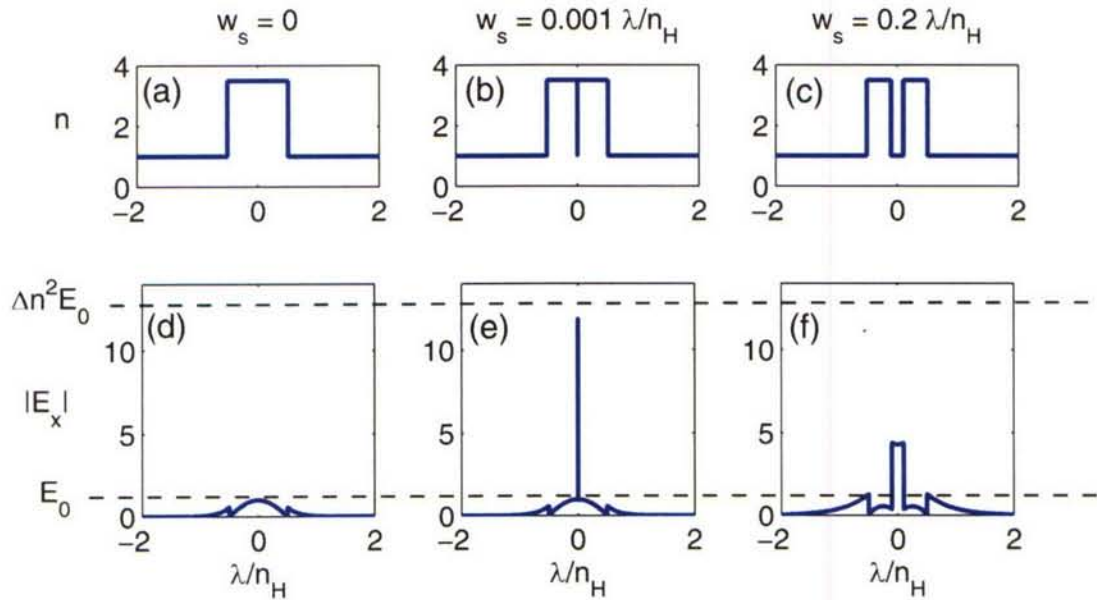 w_s = 0
w_s = 0.001 λ/n_H
w_s = 0.2 λ/n_H
n
4
2
0
(a)
−2 0 2
(b)
4
2
0
−2 0 2
(c)
4
2
0
−2 0 2
Δn²E_0
|E_x|
E_0
(d)
10
5
0
−2 0 2
λ/n_H
(e)
10
5
0
−2 0 2
λ/n_H
(f)
10
5
0
−2 0 2
λ/n_H